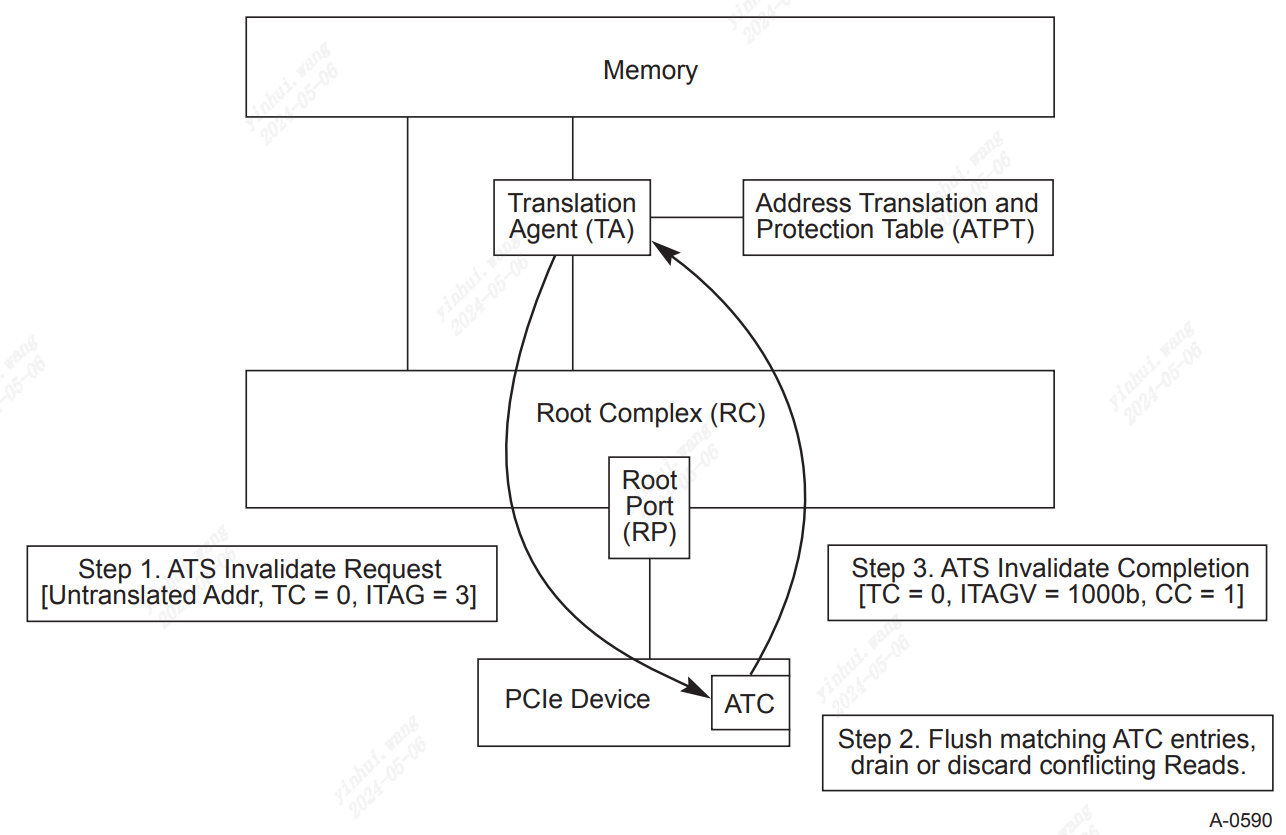 Memory
Translation
Agent (TA)
Address Translation and
Protection Table (ATPT)
Root Complex (RC)
Root
Port
(RP)
Step 1. ATS Invalidate Request
[Untranslated Addr, TC = 0, ITAG = 3]
Step 3. ATS Invalidate Completion
[TC = 0, ITAGV = 1000b, CC = 1]
PCIe Device
ATC
Step 2. Flush matching ATC entries,
drain or discard conflicting Reads.
A-0590
yinhui.wang
2024-05-06